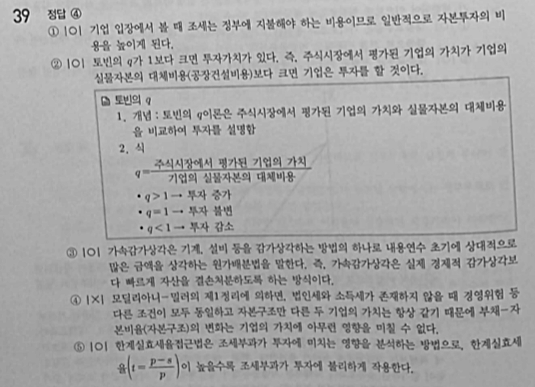 39 정답 ④
① |O| 기업 입장에서 볼 때 조세는 정부에 지불해야 하는 비용이므로 일반적으로 자본투자의 비
용을 높이게 된다.
② |O| 토빈의 q가 1보다 크면 투자가치가 있다. 즉, 주식시장에서 평가된 기업의 가치가 기업의
실물자본의 대체비용(공장건설비용)보다 크면 기업은 투자를 할 것이다.
토빈의 q
1. 개념 : 토빈의 q이론은 주식시장에서 평가된 기업의 가치와 실물자본의 대체비용
을 비교하여 투자를 설명함
2. 식
q = 주식시장에서 평가된 기업의 가치 / 기업의 실물자본의 대체비용
• q > 1 → 투자 증가
• q = 1 → 투자 불변
• q < 1 → 투자 감소
③ |O| 가속감가상각은 기계, 설비 등을 감가상각하는 방법의 하나로 내용연수 초기에 상대적으로
많은 금액을 상각하는 원가배분법을 말한다. 즉, 가속감가상각은 실제 경제적 감가상각보
다 빠르게 자산을 결손처분하도록 하는 방식이다.
④ |X| 모딜리아니-밀러의 제1정리에 의하면, 법인세와 소득세가 존재하지 않을 때 경영위험 등
다른 조건이 모두 동일하고 자본구조만 다른 두 기업의 가치는 항상 같기 때문에 부채-자
본비율(자본구조)의 변화는 기업의 가치에 아무런 영향을 미칠 수 없다.
⑤ |O| 한계실효세율접근법은 조세부과가 투자에 미치는 영향을 분석하는 방법으로, 한계실효세
율(t = (p-s)/p)이 높을수록 조세부과가 투자에 불리하게 작용한다.